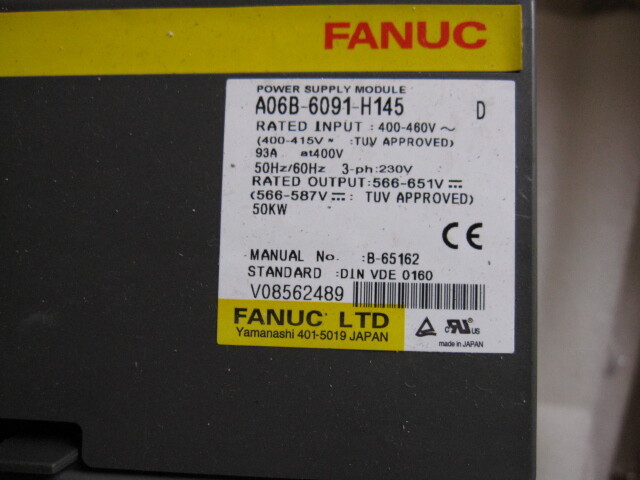 FANUC
POWER SUPPLY MODULE
A06B-6091-H145 D
RATED INPUT : 400-460V ~
(400-415V ~ : TUV APPROVED)
93A at400V
50Hz/60Hz 3-ph:230V
RATED OUTPUT:566-651V ⎓
(566-587V ⎓: TUV APPROVED)
50KW
CE
MANUAL No. :B-65162
STANDARD :DIN VDE 0160
V08562489
FANUC LTD
Yamanashi 401-5019 JAPAN
c RU US
made in JAPAN